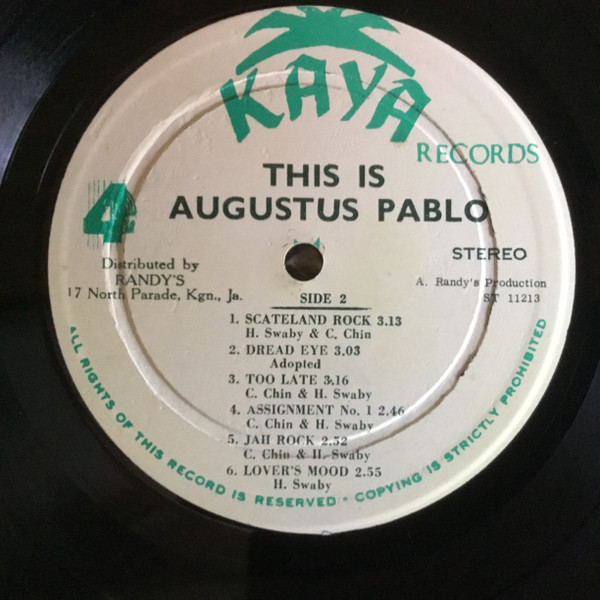 KAYA
RECORDS
THIS IS
AUGUSTUS PABLO
4
STEREO
Distributed by
RANDY'S
17 North Parade, Kgn., Ja.
A. Randy's Production
ST 11213
SIDE 2
1. SCATELAND ROCK 3.13
H. Swaby & C. Chin
2. DREAD EYE 3.03
Adopted
3. TOO LATE 3.16
C. Chin & H. Swaby
4. ASSIGNMENT No. 1 2.46
C. Chin & H. Swaby
5. JAH ROCK 2.52
C. Chin & H. Swaby
6. LOVER'S MOOD 2.55
H. Swaby
ALL RIGHTS OF THIS RECORD IS RESERVED · COPYING IS STRICTLY PROHIBITED